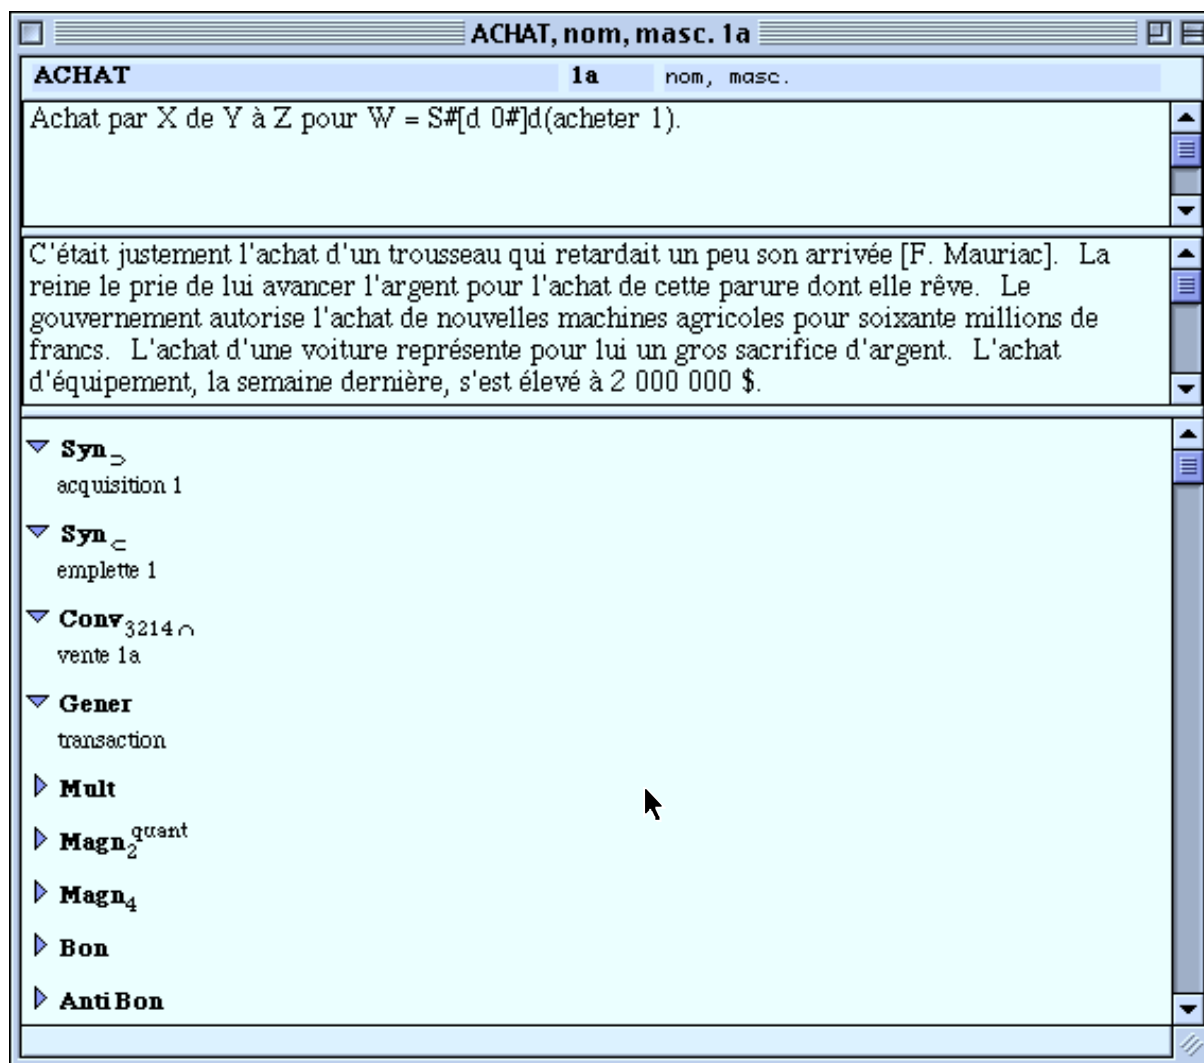 ACHAT, nom, masc. 1a
ACHAT 1a nom, masc.
Achat par X de Y à Z pour W = S#[d 0#]d(acheter 1).
C'était justement l'achat d'un trousseau qui retardait un peu son arrivée [F. Mauriac]. La
reine le prie de lui avancer l'argent pour l'achat de cette parure dont elle rêve. Le
gouvernement autorise l'achat de nouvelles machines agricoles pour soixante millions de
francs. L'achat d'une voiture représente pour lui un gros sacrifice d'argent. L'achat
d'équipement, la semaine dernière, s'est élevé à 2 000 000 $.
Syn⊃
acquisition 1
Syn⊂
emplette 1
Conv3214∩
vente 1a
Gener
transaction
Mult
Magn2quant
Magn4
Bon
AntiBon